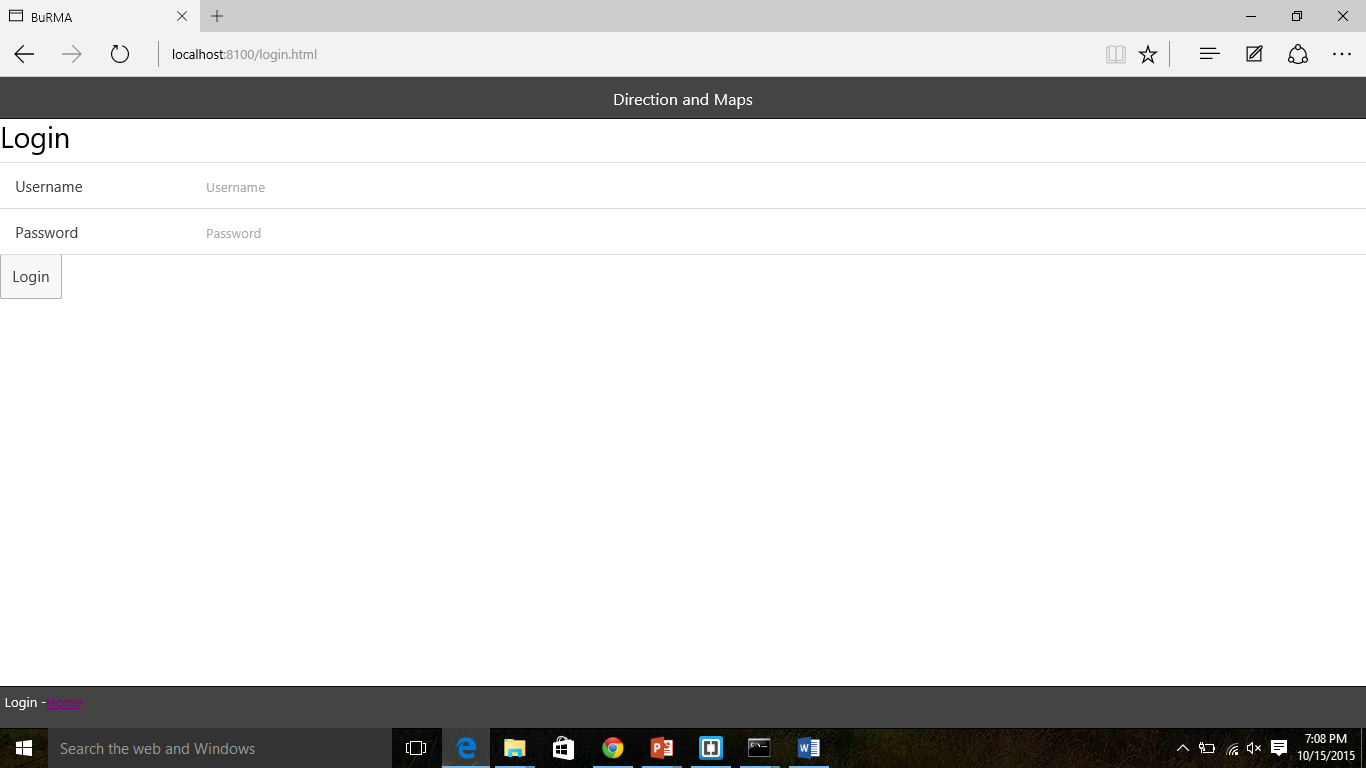 BuRMA
localhost:8100/login.html
Direction and Maps
Login
Username Username
Password Password
Login
Login -Home
Search the web and Windows
7:08 PM
10/15/2015